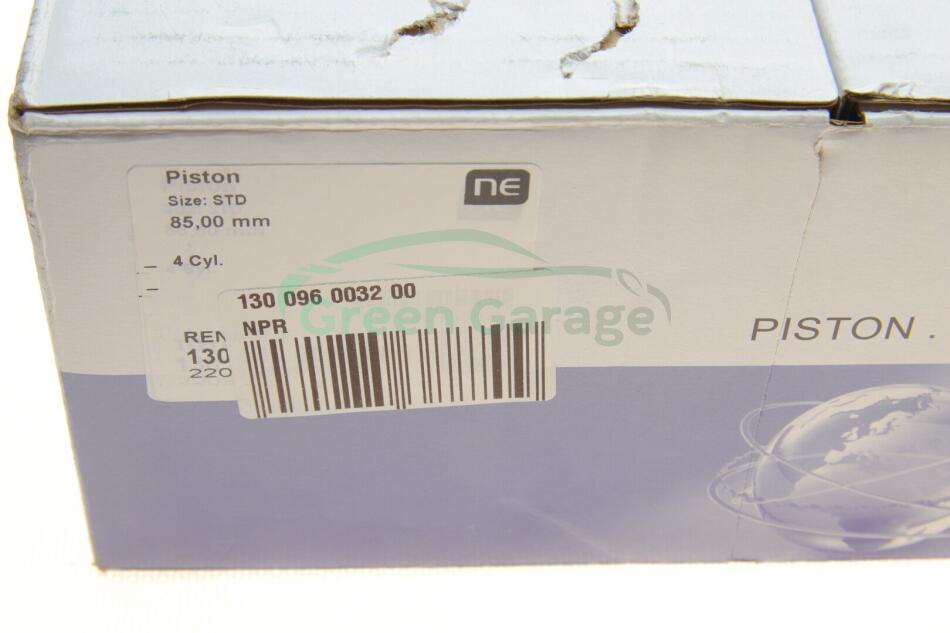 Piston
NE
Size: STD
85,00 mm
4 Cyl.
130 096 0032 00
NPR
Green Garage
REN
130
220
PISTON .